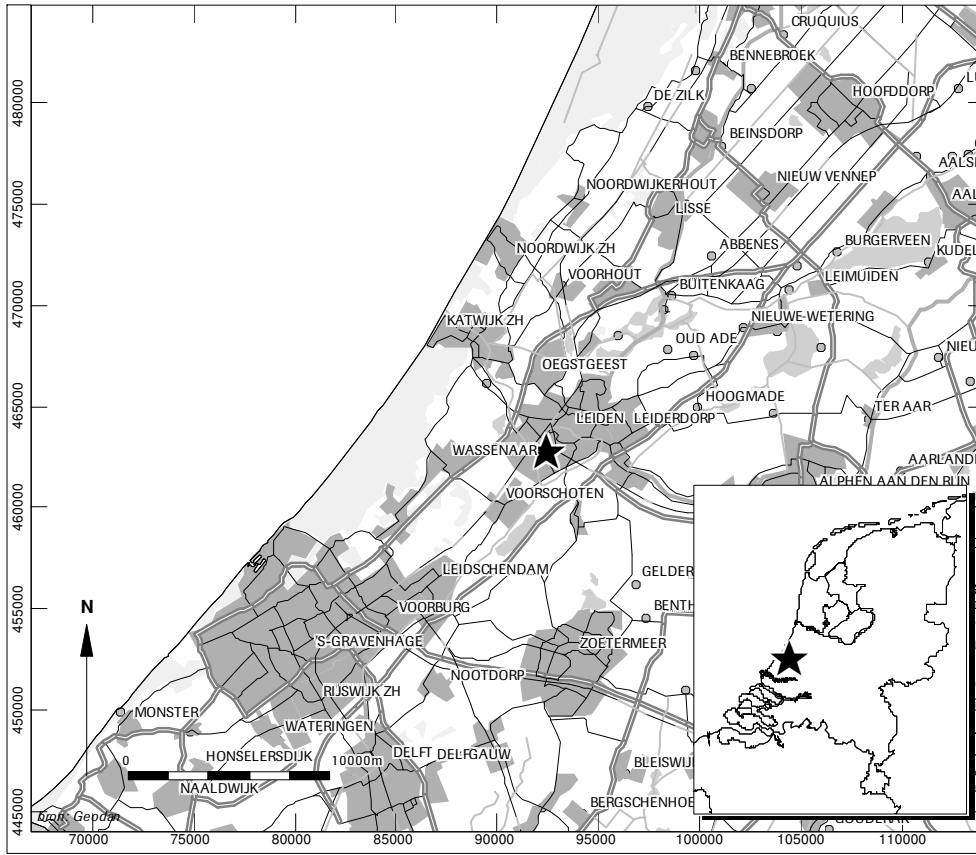 CRUQUIUS
BENNEBROEK
HOOFDDORP
DE ZILK
480000
BEINSDORP
NIEUW VENNEP
NOORDWIJKERHOUT
475000
LISSE
ABBENES
BURGERVEEN
NOORDWIJK ZH
VOORHOUT
LEIMUIDEN
BUITENKAAG
470000
KATWIJK ZH
NIEUWE-WETERING
OUD ADE
OEGSTGEEST
HOOGMADE
465000
LEIDEN
LEIDERDORP
TER AAR
WASSENAAR
AARLANDE
VOORSCHOTEN
ALPHEN AAN DEN RIJN
460000
LEIDSCHENDAM
GELDER
455000
N
VOORBURG
BENTH
'S-GRAVENHAGE
ZOETERMEER
NOOTDORP
RIJSWIJK ZH
450000
MONSTER
WATERINGEN
DELFT
DELFGAUW
HONSELERSDIJK
0
10000m
BLEISWIJ
NAALDWIJK
BERGSCHENHOE
445000
bron: Geodan
70000
75000
80000
85000
90000
95000
100000
105000
110000
AALS
AAL
KUDEL
NIEU